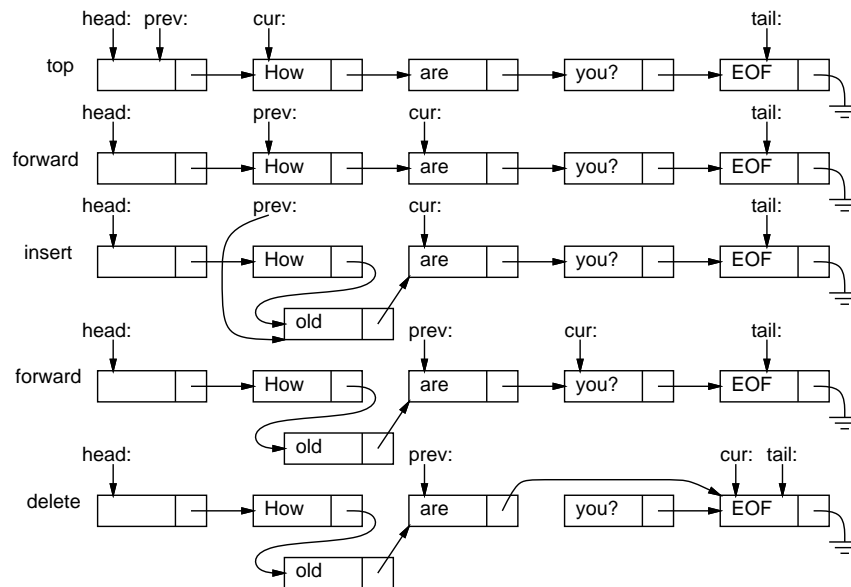 head: prev: cur: tail:
top How are you? EOF
head: prev: cur: tail:
forward How are you? EOF
head: prev: cur: tail:
insert How are you? EOF
old
head: prev: cur: tail:
forward How are you? EOF
old
head: prev: cur: tail:
delete How are you? EOF
old